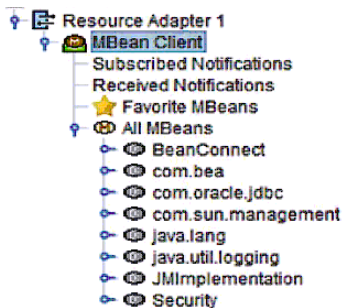 Resource Adapter 1
MBean Client
Subscribed Notifications
Received Notifications
Favorite MBeans
All MBeans
BeanConnect
com.bea
com.oracle.jdbc
com.sun.management
java.lang
java.util.logging
JMImplementation
Security